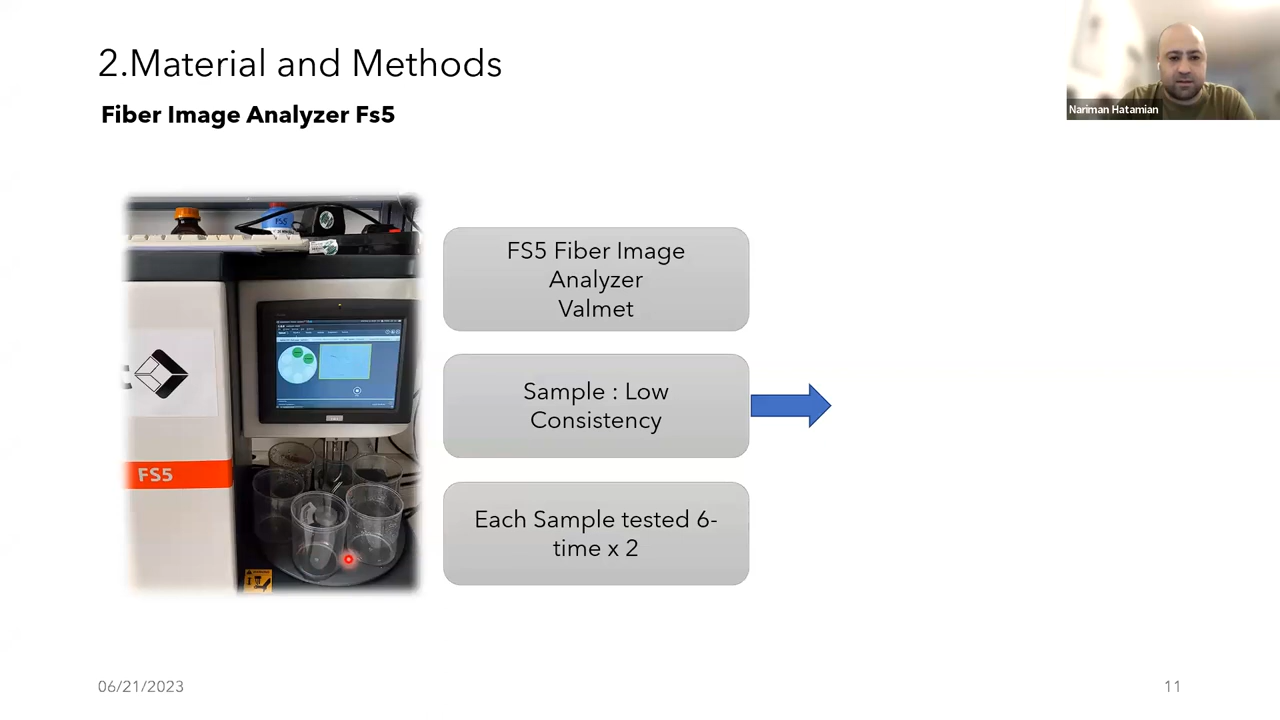 2.Material and Methods
Fiber Image Analyzer Fs5
Nariman Hatamian
FS5 Fiber Image
Analyzer
Valmet
Sample : Low
Consistency
Each Sample tested 6-
time x 2
FS5
FS5
06/21/2023
11